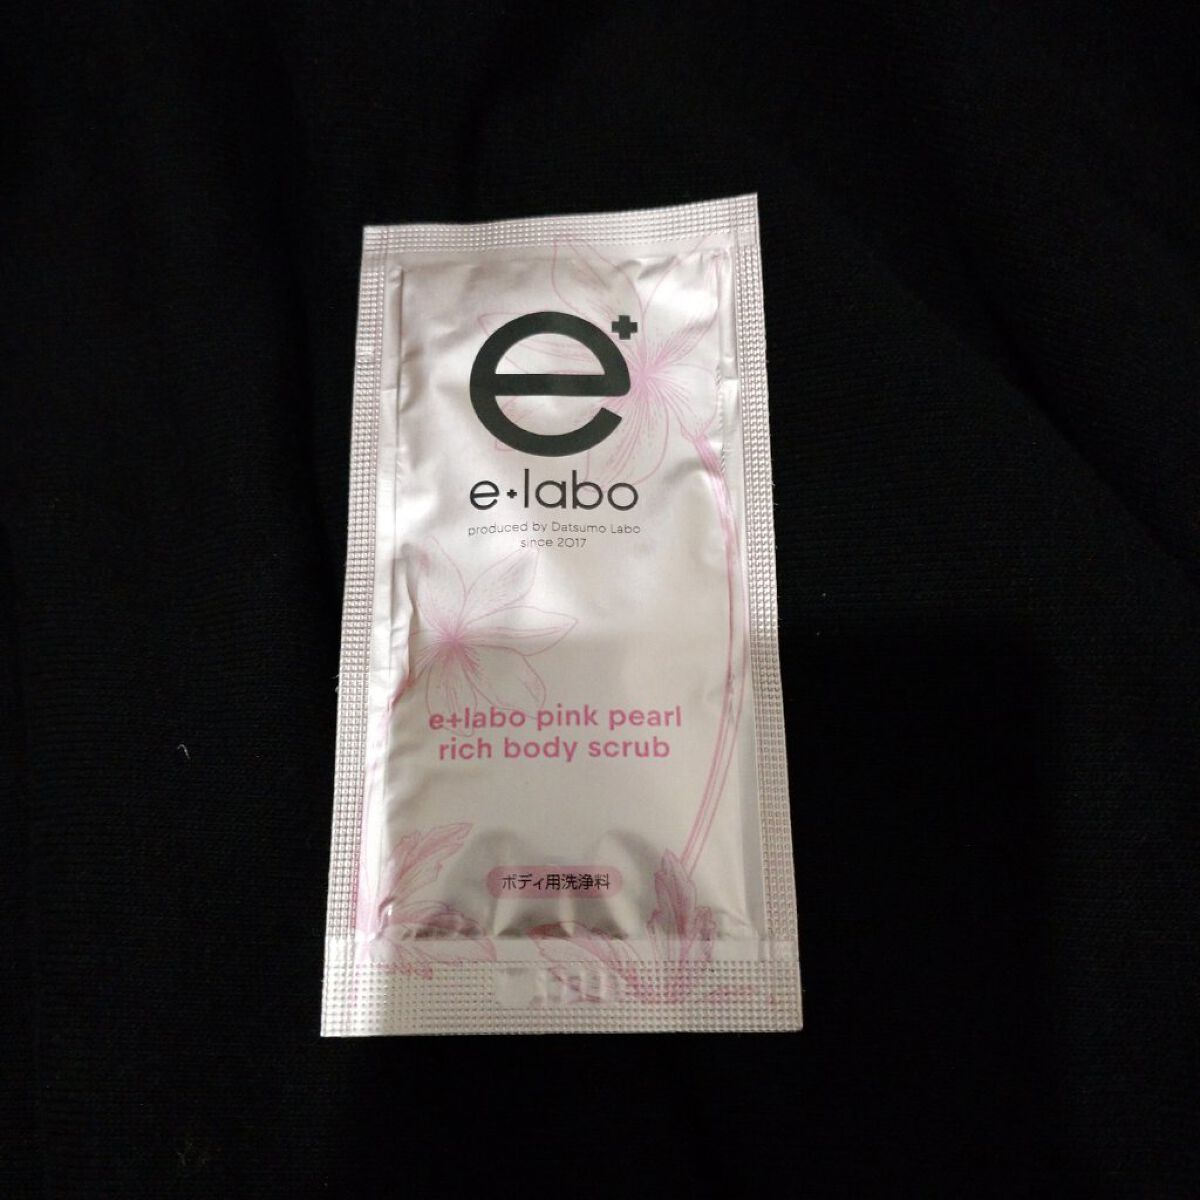 e+
e+labo
produced by Datsumo Labo
since 2017
e+labo pink pearl
rich body scrub
ボディ用洗浄料